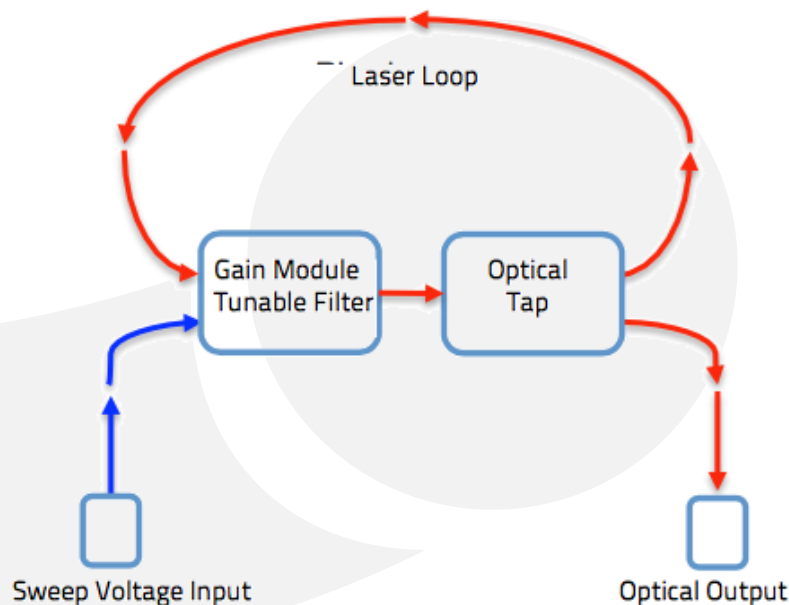 Laser Loop
Gain Module
Tunable Filter
Optical
Tap
Sweep Voltage Input
Optical Output